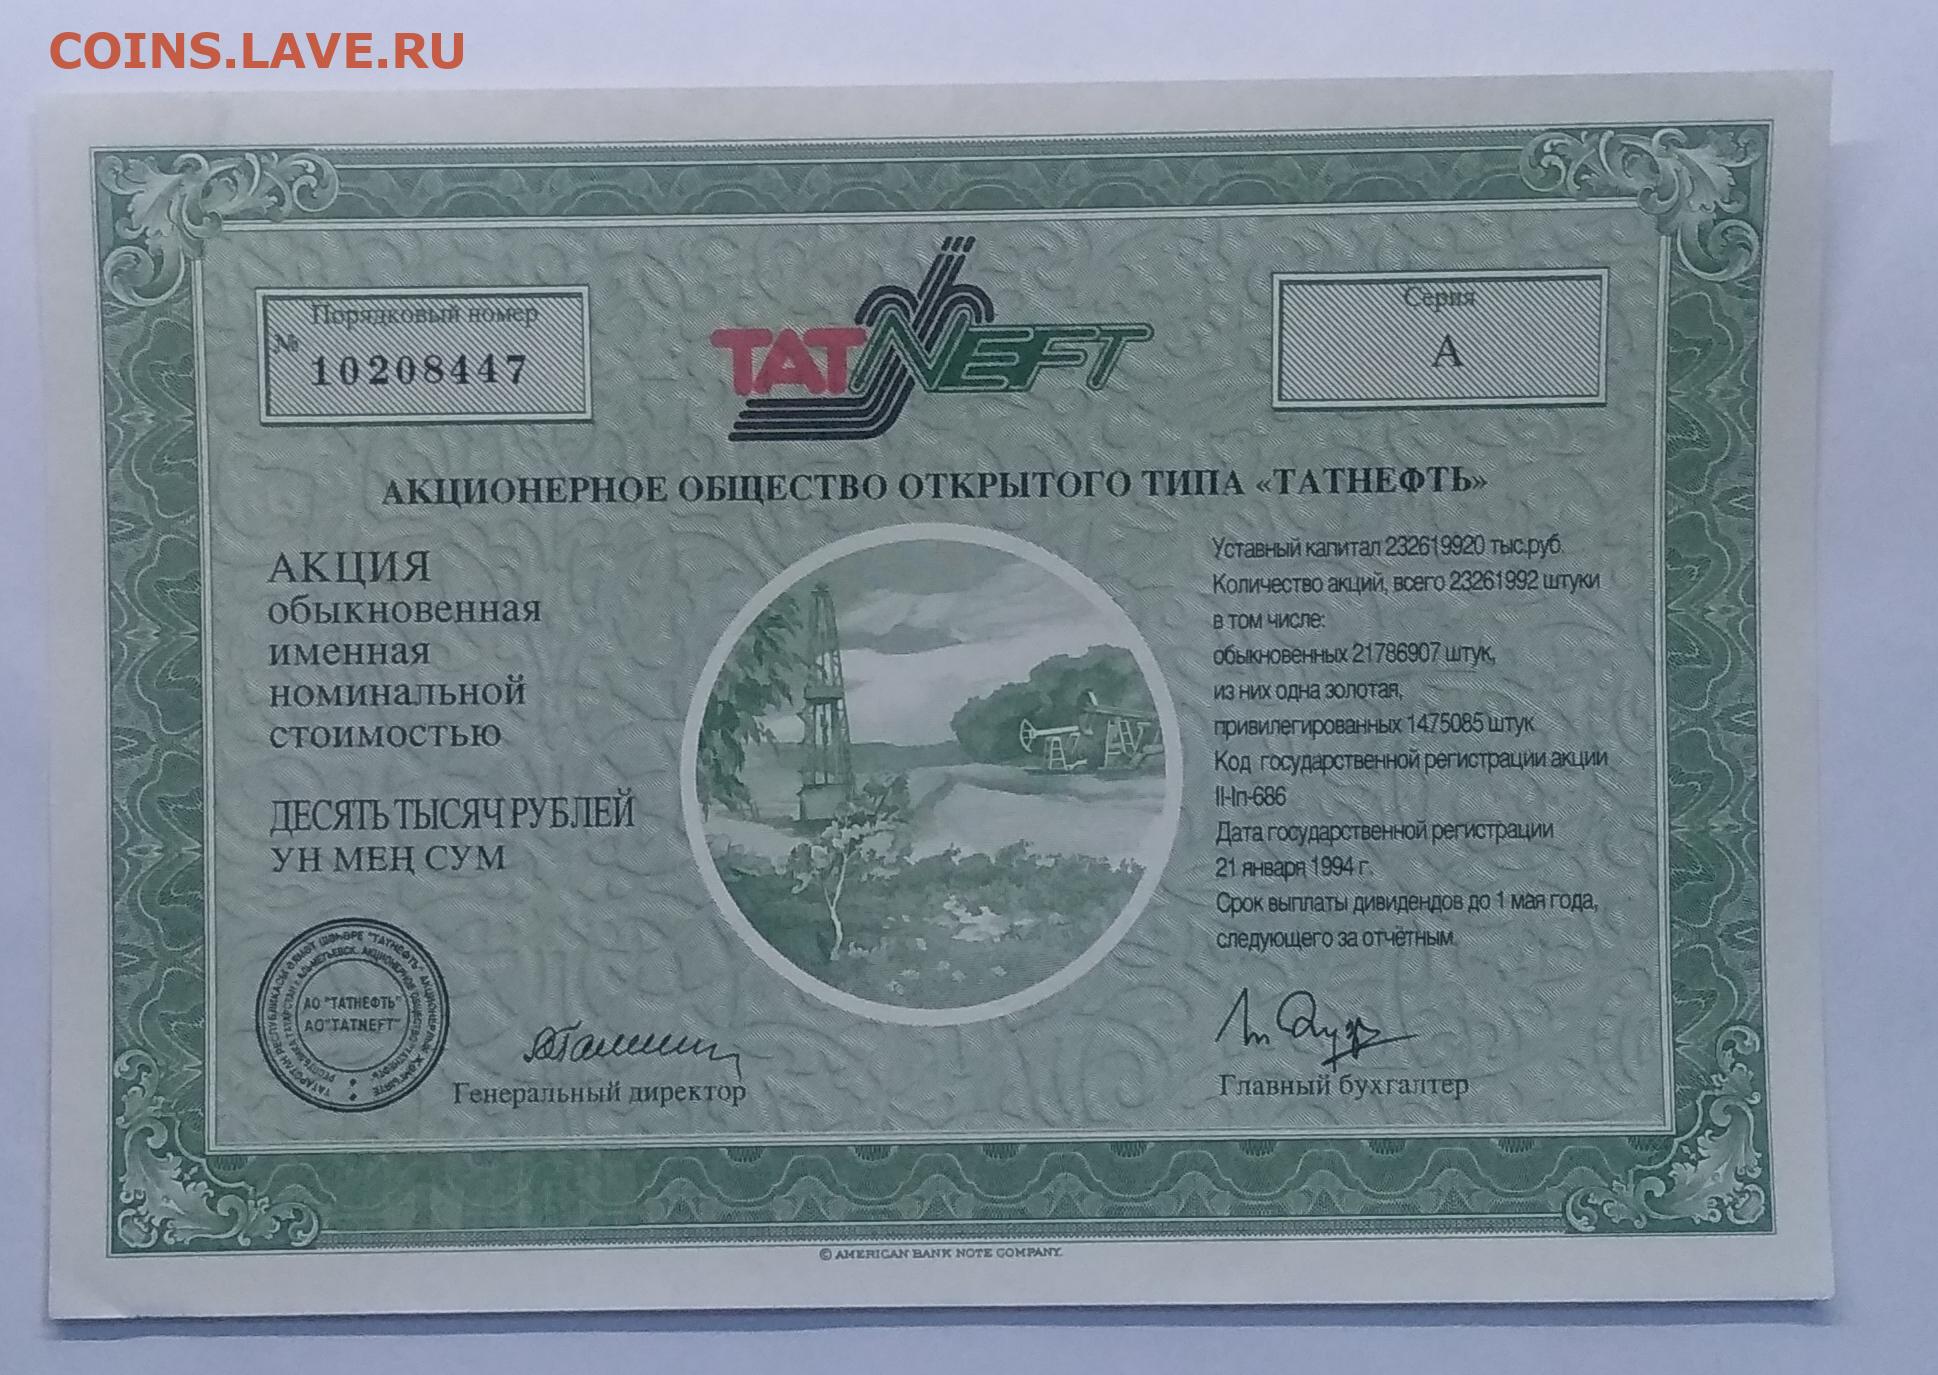 COINS.LAVE.RU
Порядковый номер
№
10208447
TATNEFT
Серия
А
АКЦИОНЕРНОЕ ОБЩЕСТВО ОТКРЫТОГО ТИПА «ТАТНЕФТЬ»
АКЦИЯ
обыкновенная
именная
номинальной
стоимостью
ДЕСЯТЬ ТЫСЯЧ РУБЛЕЙ
УН МЕҢ СУМ
Уставный капитал 232619920 тыс.руб.
Количество акций, всего 23261992 штуки
в том числе:
обыкновенных 21786907 штук,
из них одна золотая,
привилегированных 1475085 штук
Код государственной регистрации акции
II-Iп-686
Дата государственной регистрации
21 января 1994 г.
Срок выплаты дивидендов до 1 мая года,
следующего за отчётным.
АО "ТАТНЕФТЬ"
АО "TATNEFT"
Генеральный директор
Главный бухгалтер
© AMERICAN BANK NOTE COMPANY.